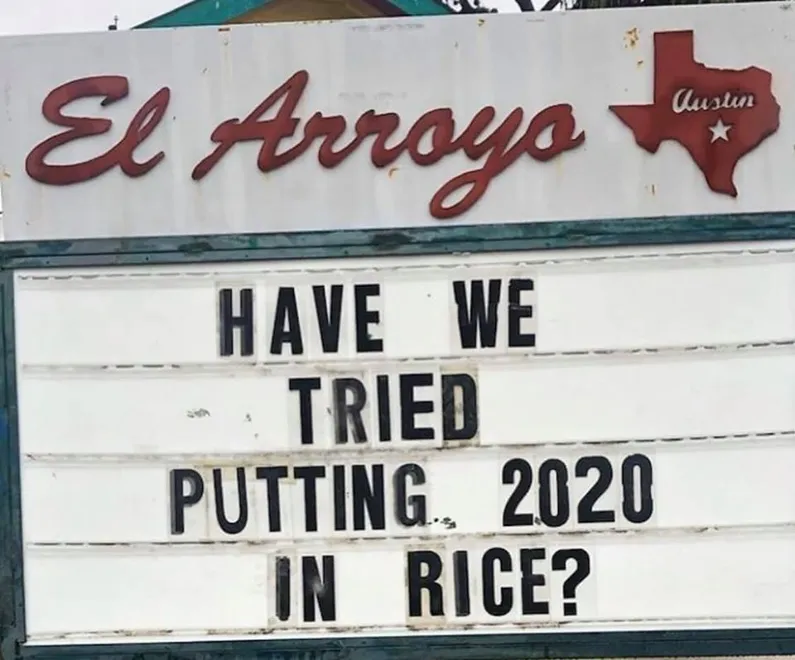 El Arroyo
Austin
HAVE WE
TRIED
PUTTING 2020
IN RICE?